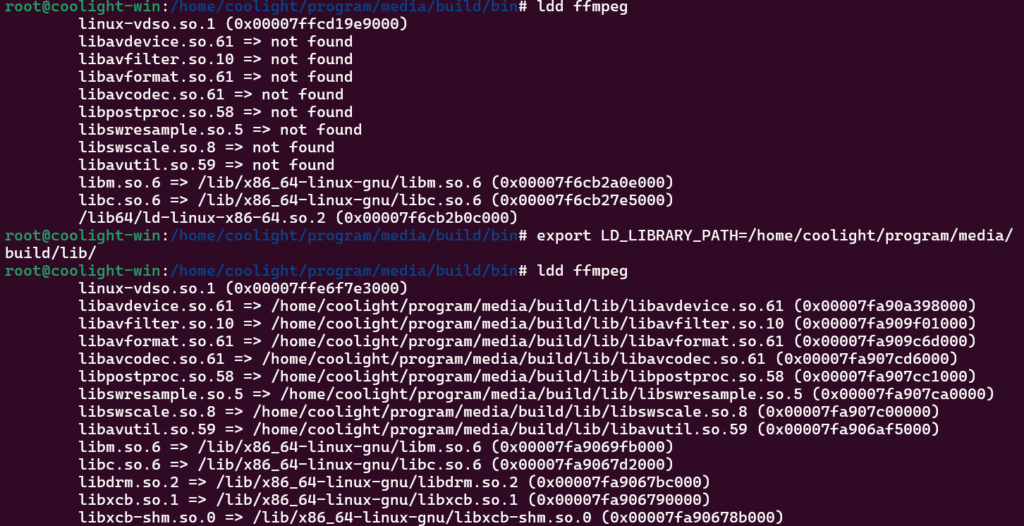 root@coolight-win:/home/coolight/program/media/build/bin# ldd ffmpeg
linux-vdso.so.1 (0x00007ffcd19e9000)
libavdevice.so.61 => not found
libavfilter.so.10 => not found
libavformat.so.61 => not found
libavcodec.so.61 => not found
libpostproc.so.58 => not found
libswresample.so.5 => not found
libswscale.so.8 => not found
libavutil.so.59 => not found
libm.so.6 => /lib/x86_64-linux-gnu/libm.so.6 (0x00007f6cb2a0e000)
libc.so.6 => /lib/x86_64-linux-gnu/libc.so.6 (0x00007f6cb27e5000)
/lib64/ld-linux-x86-64.so.2 (0x00007f6cb2b0c000)
root@coolight-win:/home/coolight/program/media/build/bin# export LD_LIBRARY_PATH=/home/coolight/program/media/
build/lib/
root@coolight-win:/home/coolight/program/media/build/bin# ldd ffmpeg
linux-vdso.so.1 (0x00007ffe6f7e3000)
libavdevice.so.61 => /home/coolight/program/media/build/lib/libavdevice.so.61 (0x00007fa90a398000)
libavfilter.so.10 => /home/coolight/program/media/build/lib/libavfilter.so.10 (0x00007fa909f01000)
libavformat.so.61 => /home/coolight/program/media/build/lib/libavformat.so.61 (0x00007fa909c6d000)
libavcodec.so.61 => /home/coolight/program/media/build/lib/libavcodec.so.61 (0x00007fa907cd6000)
libpostproc.so.58 => /home/coolight/program/media/build/lib/libpostproc.so.58 (0x00007fa907cc1000)
libswresample.so.5 => /home/coolight/program/media/build/lib/libswresample.so.5 (0x00007fa907ca0000)
libswscale.so.8 => /home/coolight/program/media/build/lib/libswscale.so.8 (0x00007fa907c00000)
libavutil.so.59 => /home/coolight/program/media/build/lib/libavutil.so.59 (0x00007fa906af5000)
libm.so.6 => /lib/x86_64-linux-gnu/libm.so.6 (0x00007fa9069fb000)
libc.so.6 => /lib/x86_64-linux-gnu/libc.so.6 (0x00007fa9067d2000)
libdrm.so.2 => /lib/x86_64-linux-gnu/libdrm.so.2 (0x00007fa9067bc000)
libxcb.so.1 => /lib/x86_64-linux-gnu/libxcb.so.1 (0x00007fa906790000)
libxcb-shm.so.0 => /lib/x86_64-linux-gnu/libxcb-shm.so.0 (0x00007fa90678b000)